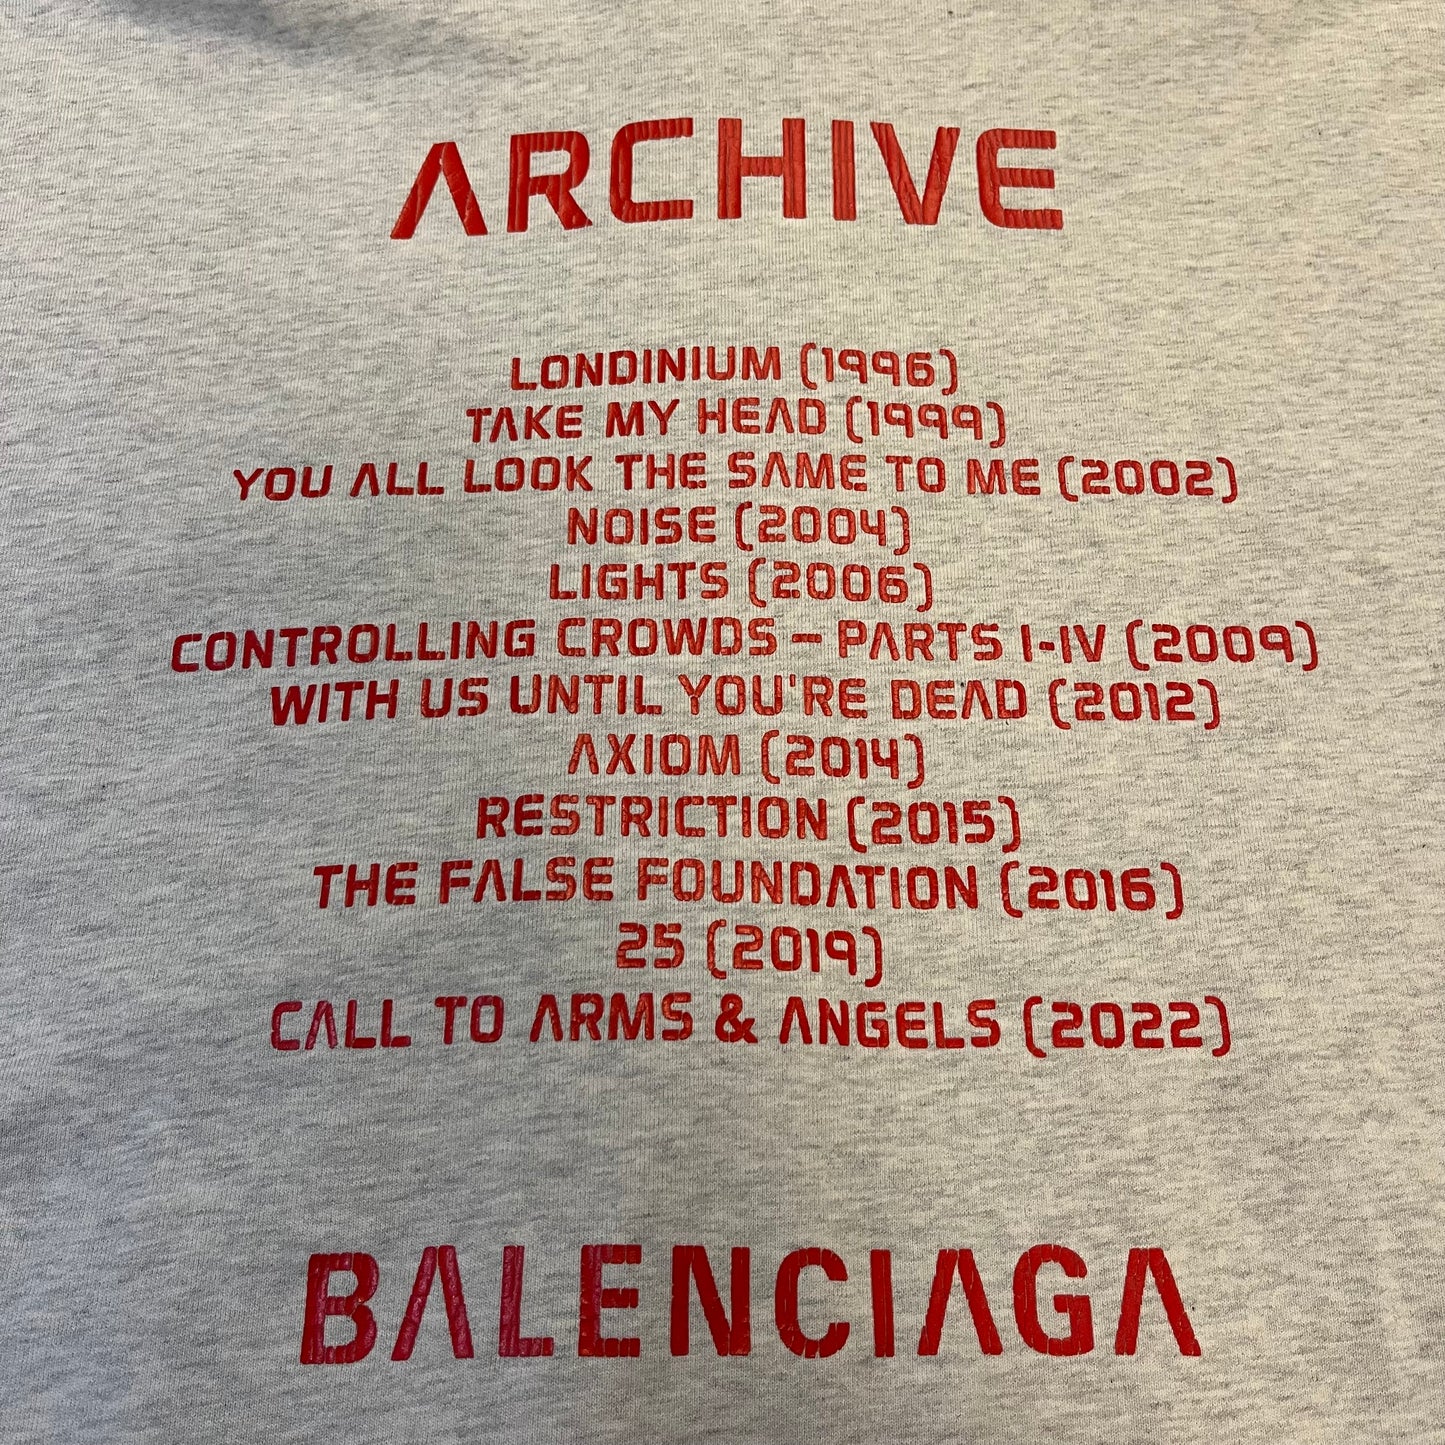 ARCHIVE
LONDINIUM (1996)
TAKE MY HEAD (1999)
YOU ALL LOOK THE SAME TO ME (2002)
NOISE (2004)
LIGHTS (2006)
CONTROLLING CROWDS – PARTS I-IV (2009)
WITH US UNTIL YOU'RE DEAD (2012)
AXIOM (2014)
RESTRICTION (2015)
THE FALSE FOUNDATION (2016)
25 (2019)
CALL TO ARMS & ANGELS (2022)
BALENCIAGA